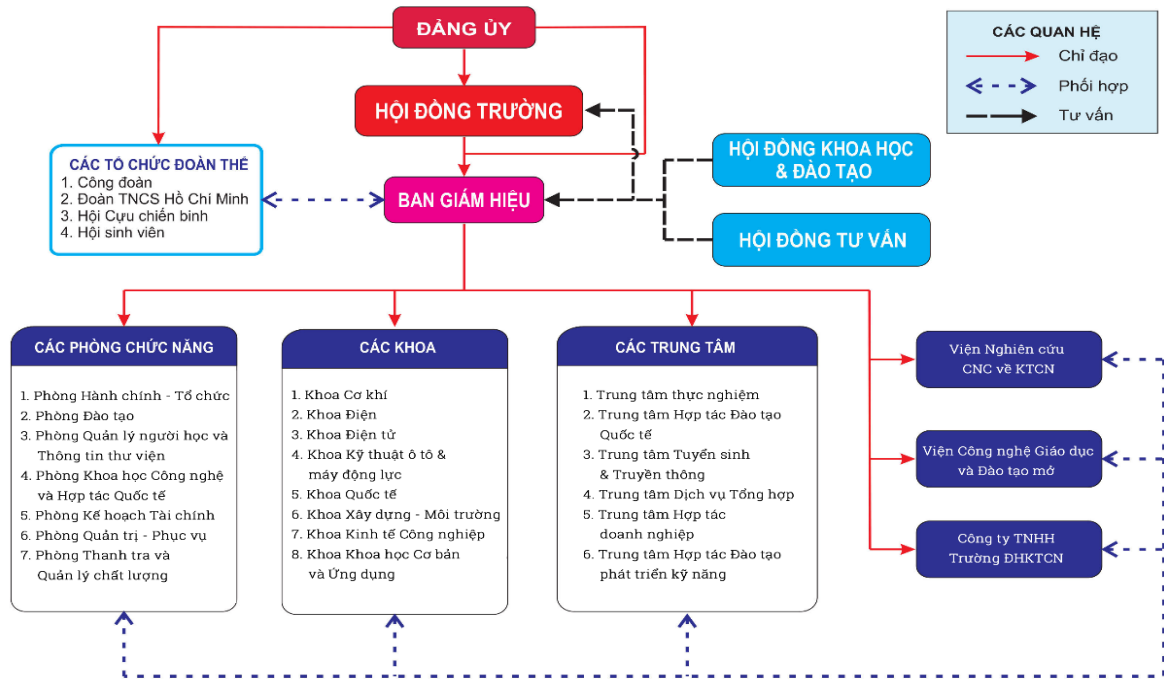 ĐẢNG ỦY
CÁC QUAN HỆ
Chỉ đạo
Phối hợp
Tư vấn
HỘI ĐỒNG TRƯỜNG
HỘI ĐỒNG KHOA HỌC
& ĐÀO TẠO
CÁC TỔ CHỨC ĐOÀN THỂ
1. Công đoàn
2. Đoàn TNCS Hồ Chí Minh
3. Hội Cựu chiến binh
4. Hội sinh viên
BAN GIÁM HIỆU
HỘI ĐỒNG TƯ VẤN
CÁC PHÒNG CHỨC NĂNG
1. Phòng Hành chính - Tổ chức
2. Phòng Đào tạo
3. Phòng Quản lý người học và
Thông tin thư viện
4. Phòng Khoa học Công nghệ
và Hợp tác Quốc tế
5. Phòng Kế hoạch Tài chính
6. Phòng Quản trị - Phục vụ
7. Phòng Thanh tra và
Quản lý chất lượng
CÁC KHOA
1. Khoa Cơ khí
2. Khoa Điện
3. Khoa Điện tử
4. Khoa Kỹ thuật ô tô &
máy động lực
5. Khoa Quốc tế
6. Khoa Xây dựng - Môi trường
7. Khoa Kinh tế Công nghiệp
8. Khoa Khoa học Cơ bản
và Ứng dụng
CÁC TRUNG TÂM
1. Trung tâm thực nghiệm
2. Trung tâm Hợp tác Đào tạo
Quốc tế
3. Trung tâm Tuyển sinh
& Truyền thông
4. Trung tâm Dịch vụ Tổng hợp
5. Trung tâm Hợp tác
doanh nghiệp
6. Trung tâm Hợp tác Đào tạo
phát triển kỹ năng
Viện Nghiên cứu
CNC về KTCN
Viện Công nghệ Giáo dục
và Đào tạo mở
Công ty TNHH
Trường ĐHKTCN